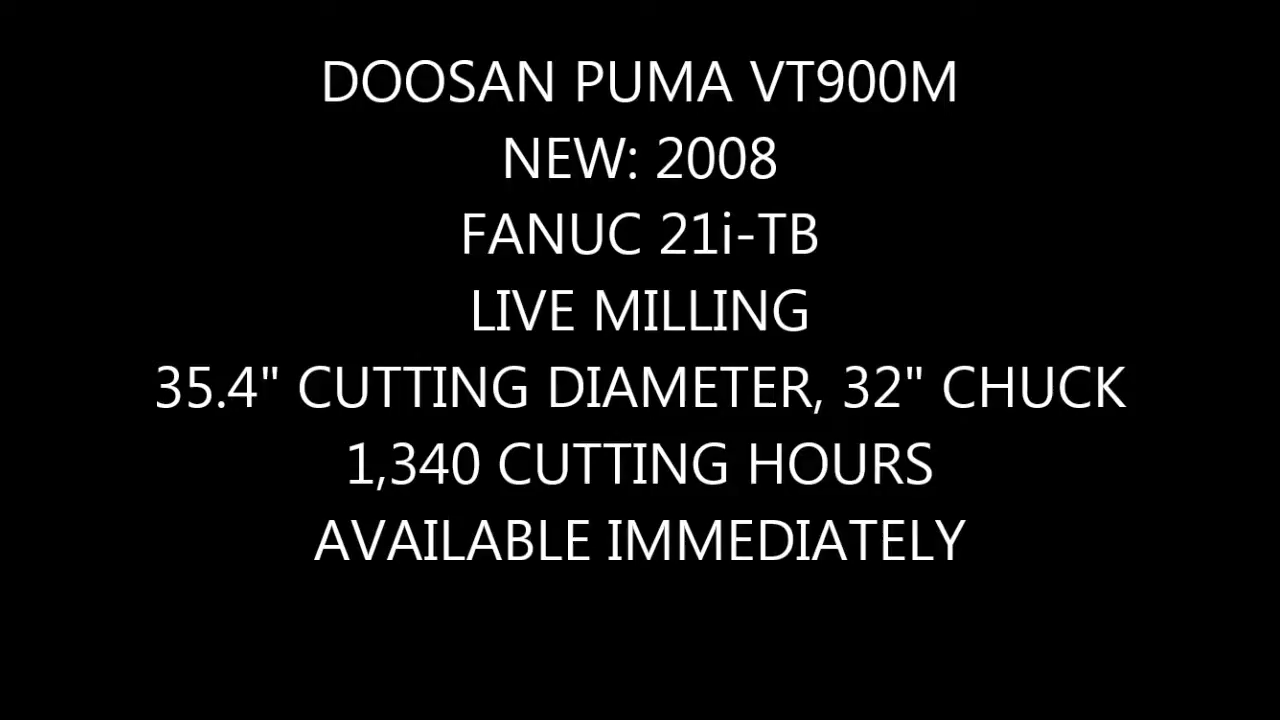 DOOSAN PUMA VT900M
NEW: 2008
FANUC 21i-TB
LIVE MILLING
35.4" CUTTING DIAMETER, 32" CHUCK
1,340 CUTTING HOURS
AVAILABLE IMMEDIATELY